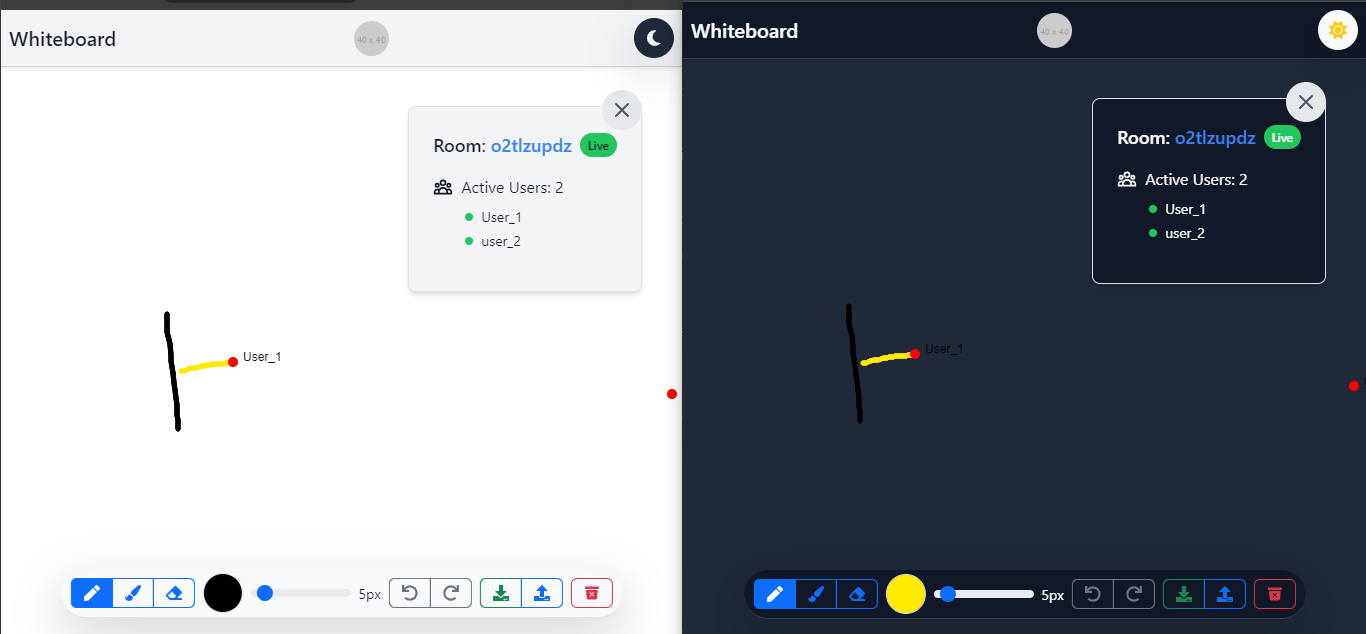 Whiteboard
40 x 40
Room: o2tlzupdz Live
Active Users: 2
User_1
user_2
User_1
5px
Whiteboard
40 x 40
Room: o2tlzupdz Live
Active Users: 2
User_1
user_2
User_1
5px